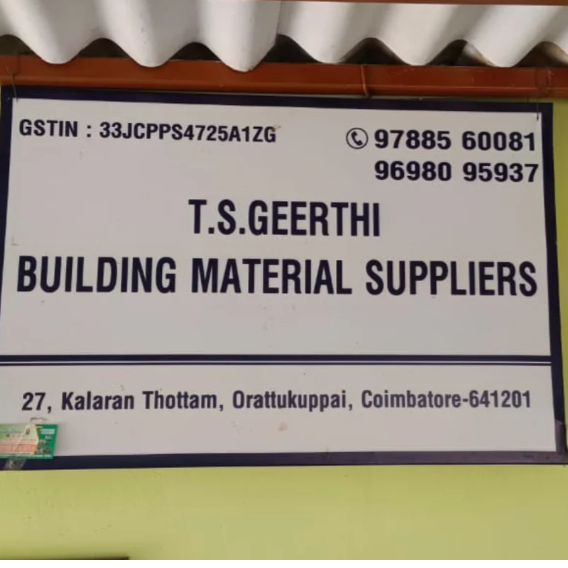 GSTIN : 33JCPPS4725A1ZG
97885 60081
96980 95937
T.S.GEERTHI
BUILDING MATERIAL SUPPLIERS
27, Kalaran Thottam, Orattukuppai, Coimbatore-641201